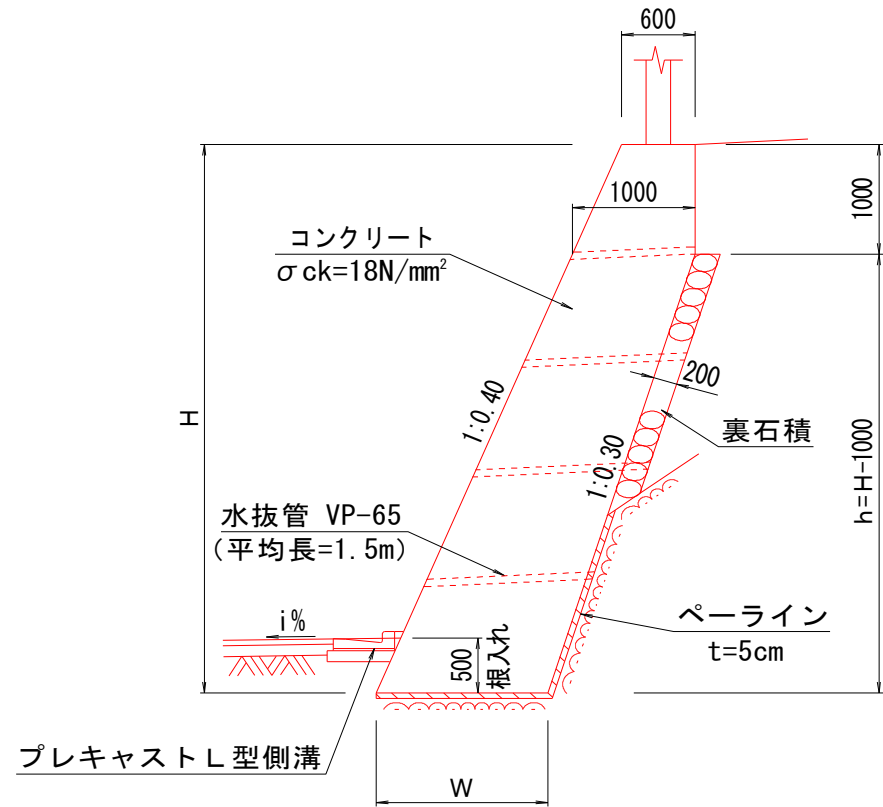 600
1000
1000
コンクリート
σck=18N/mm²
H
1:0.40
200
裏石積
1:0.30
h=H-1000
水抜管 VP-65
(平均長=1.5m)
i%
500
根入れ
ペーライン
t=5cm
プレキャストL型側溝
W